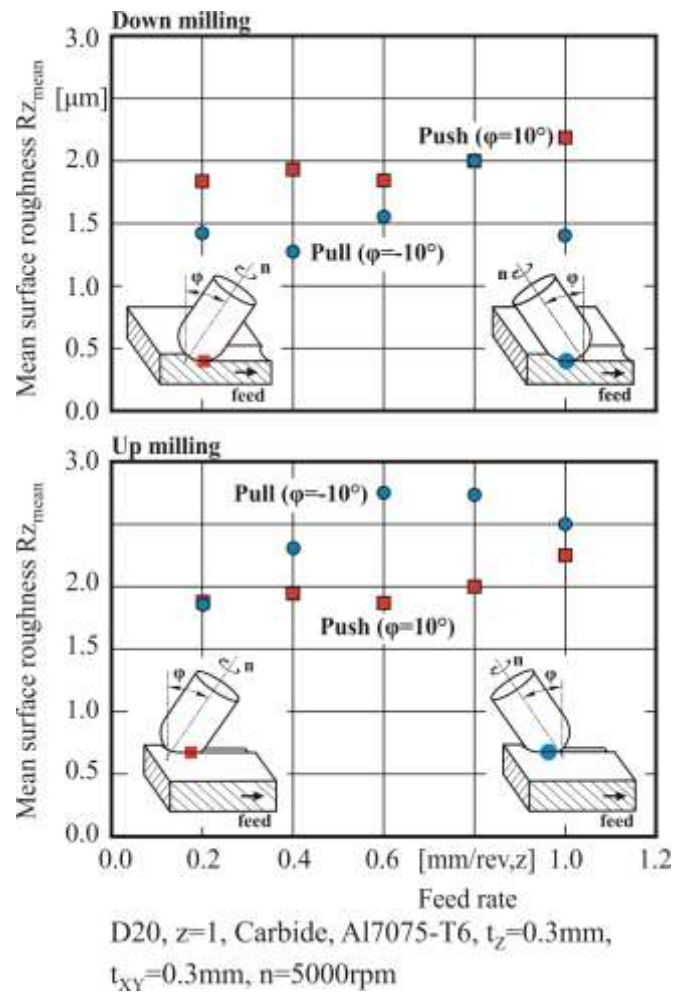 Down milling
Mean surface roughness Rz_mean
[μm]
3.0
2.0
1.5
1.0
0.5
0.0
Push (φ=10°)
Pull (φ=-10°)
φ
n
feed
n
φ
feed
Up milling
Mean surface roughness Rz_mean
3.0
2.0
1.5
1.0
0.5
0.0
Pull (φ=-10°)
Push (φ=10°)
φ
n
feed
n
φ
feed
0.0 0.2 0.4 0.6 [mm/rev,z] 1.0 1.2
Feed rate
D20, z=1, Carbide, Al7075-T6, t_Z=0.3mm,
t_XY=0.3mm, n=5000rpm